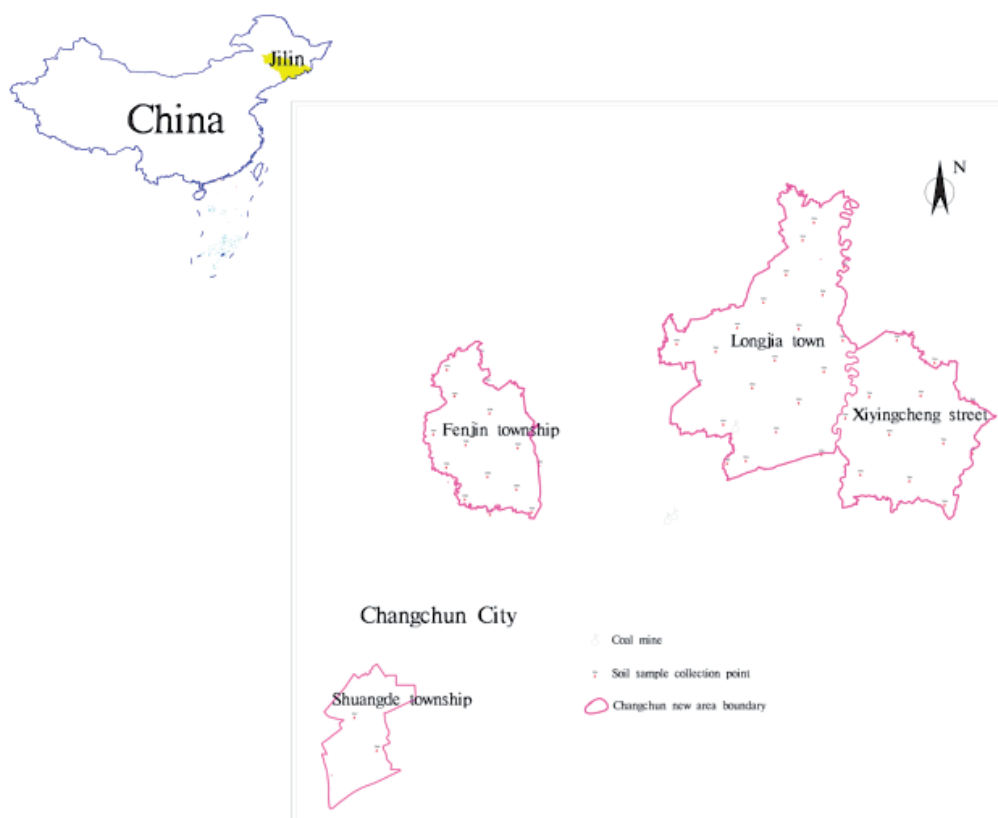 Jilin
China
N
Longjia town
Xiyingcheng street
Fenjin township
Changchun City
Coal mine
Soil sample collection point
Shuangde township
Changchun new area boundary